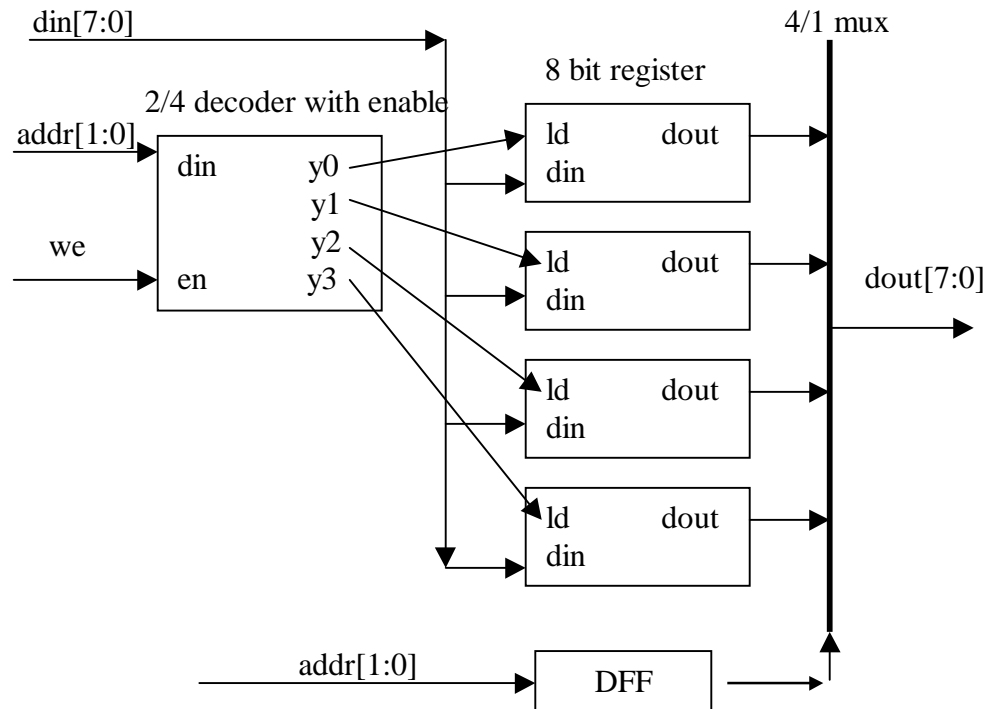 din[7:0]
4/1 mux
8 bit register
2/4 decoder with enable
addr[1:0]
din
y0
y1
y2
y3
we
en
ld dout
din
ld dout
din
ld dout
din
ld dout
din
dout[7:0]
addr[1:0]
DFF